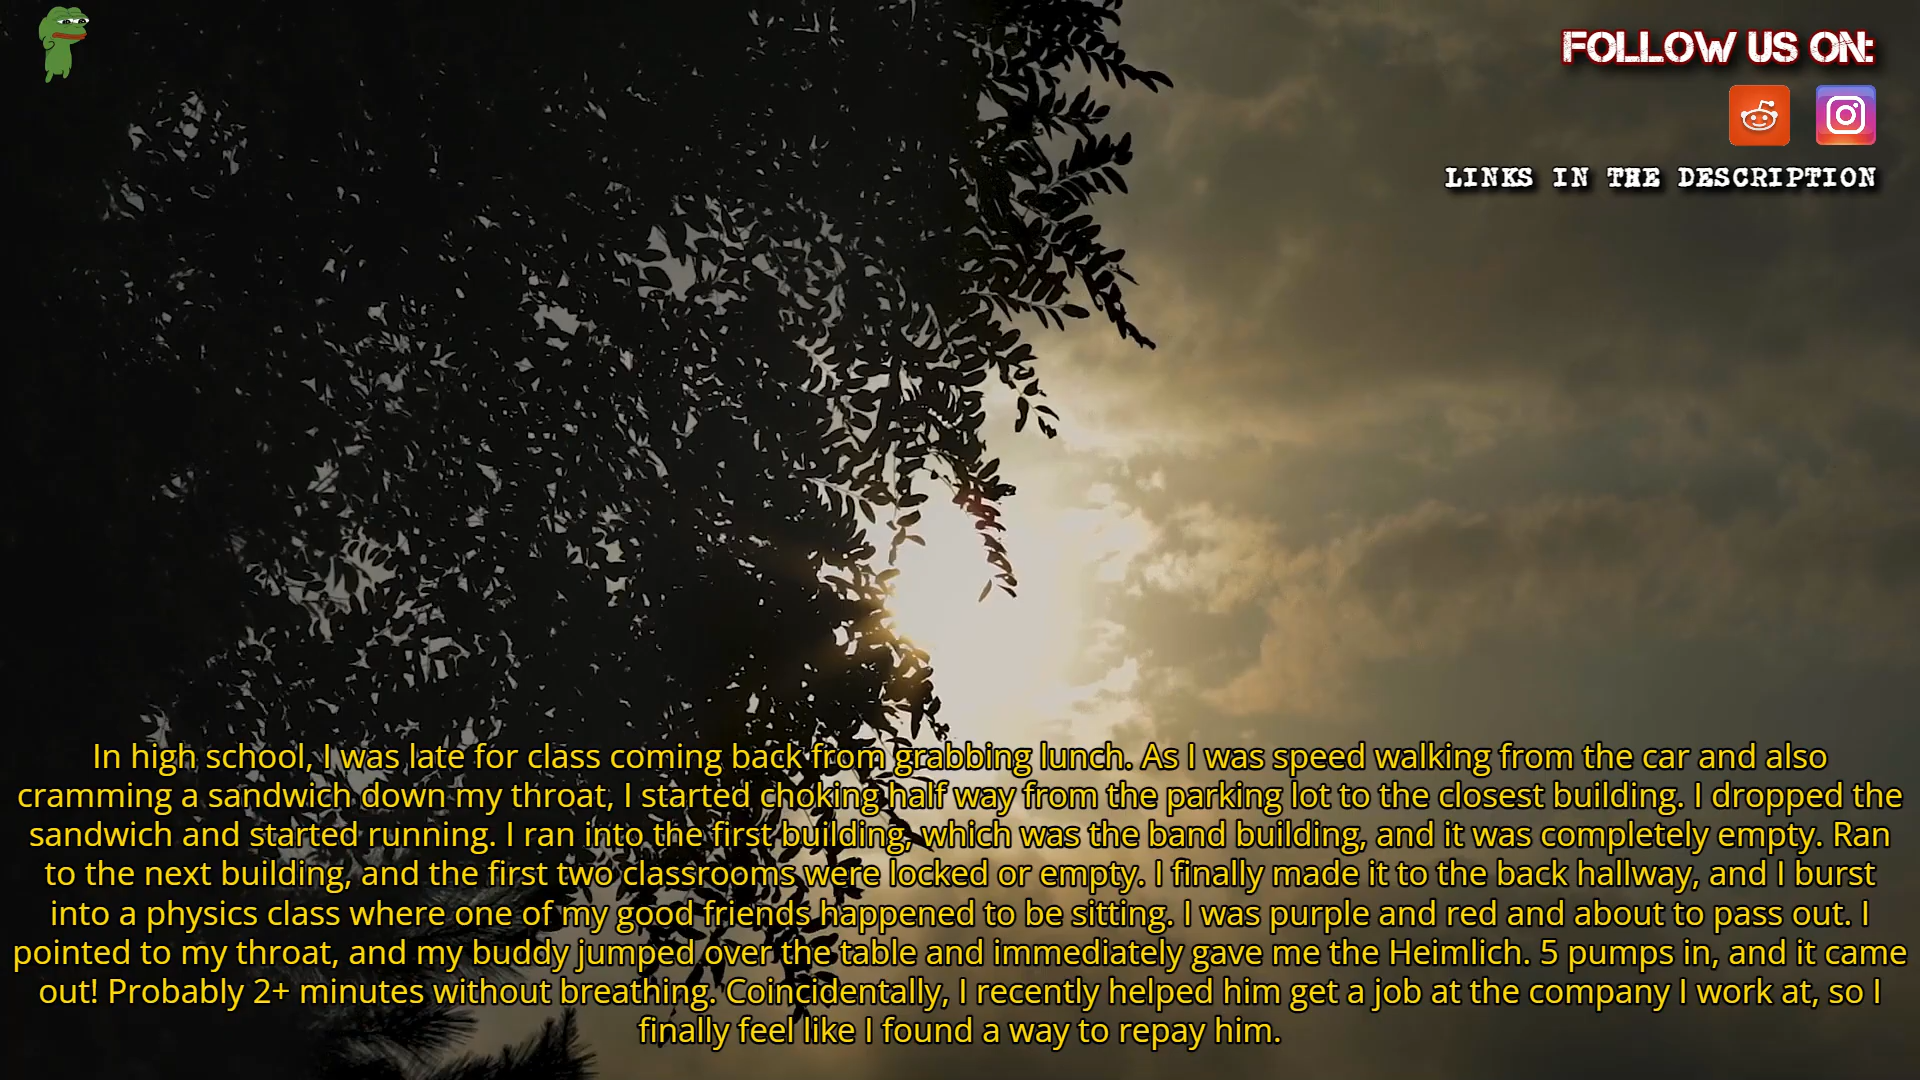 FOLLOW US ON:
LINKS IN THE DESCRIPTION
In high school, I was late for class coming back from grabbing lunch. As I was speed walking from the car and also
cramming a sandwich down my throat, I started choking half way from the parking lot to the closest building. I dropped the
sandwich and started running. I ran into the first building, which was the band building, and it was completely empty. Ran
to the next building, and the first two classrooms were locked or empty. I finally made it to the back hallway, and I burst
into a physics class where one of my good friends happened to be sitting. I was purple and red and about to pass out. I
pointed to my throat, and my buddy jumped over the table and immediately gave me the Heimlich. 5 pumps in, and it came
out! Probably 2+ minutes without breathing. Coincidentally, I recently helped him get a job at the company I work at, so I
finally feel like I found a way to repay him.